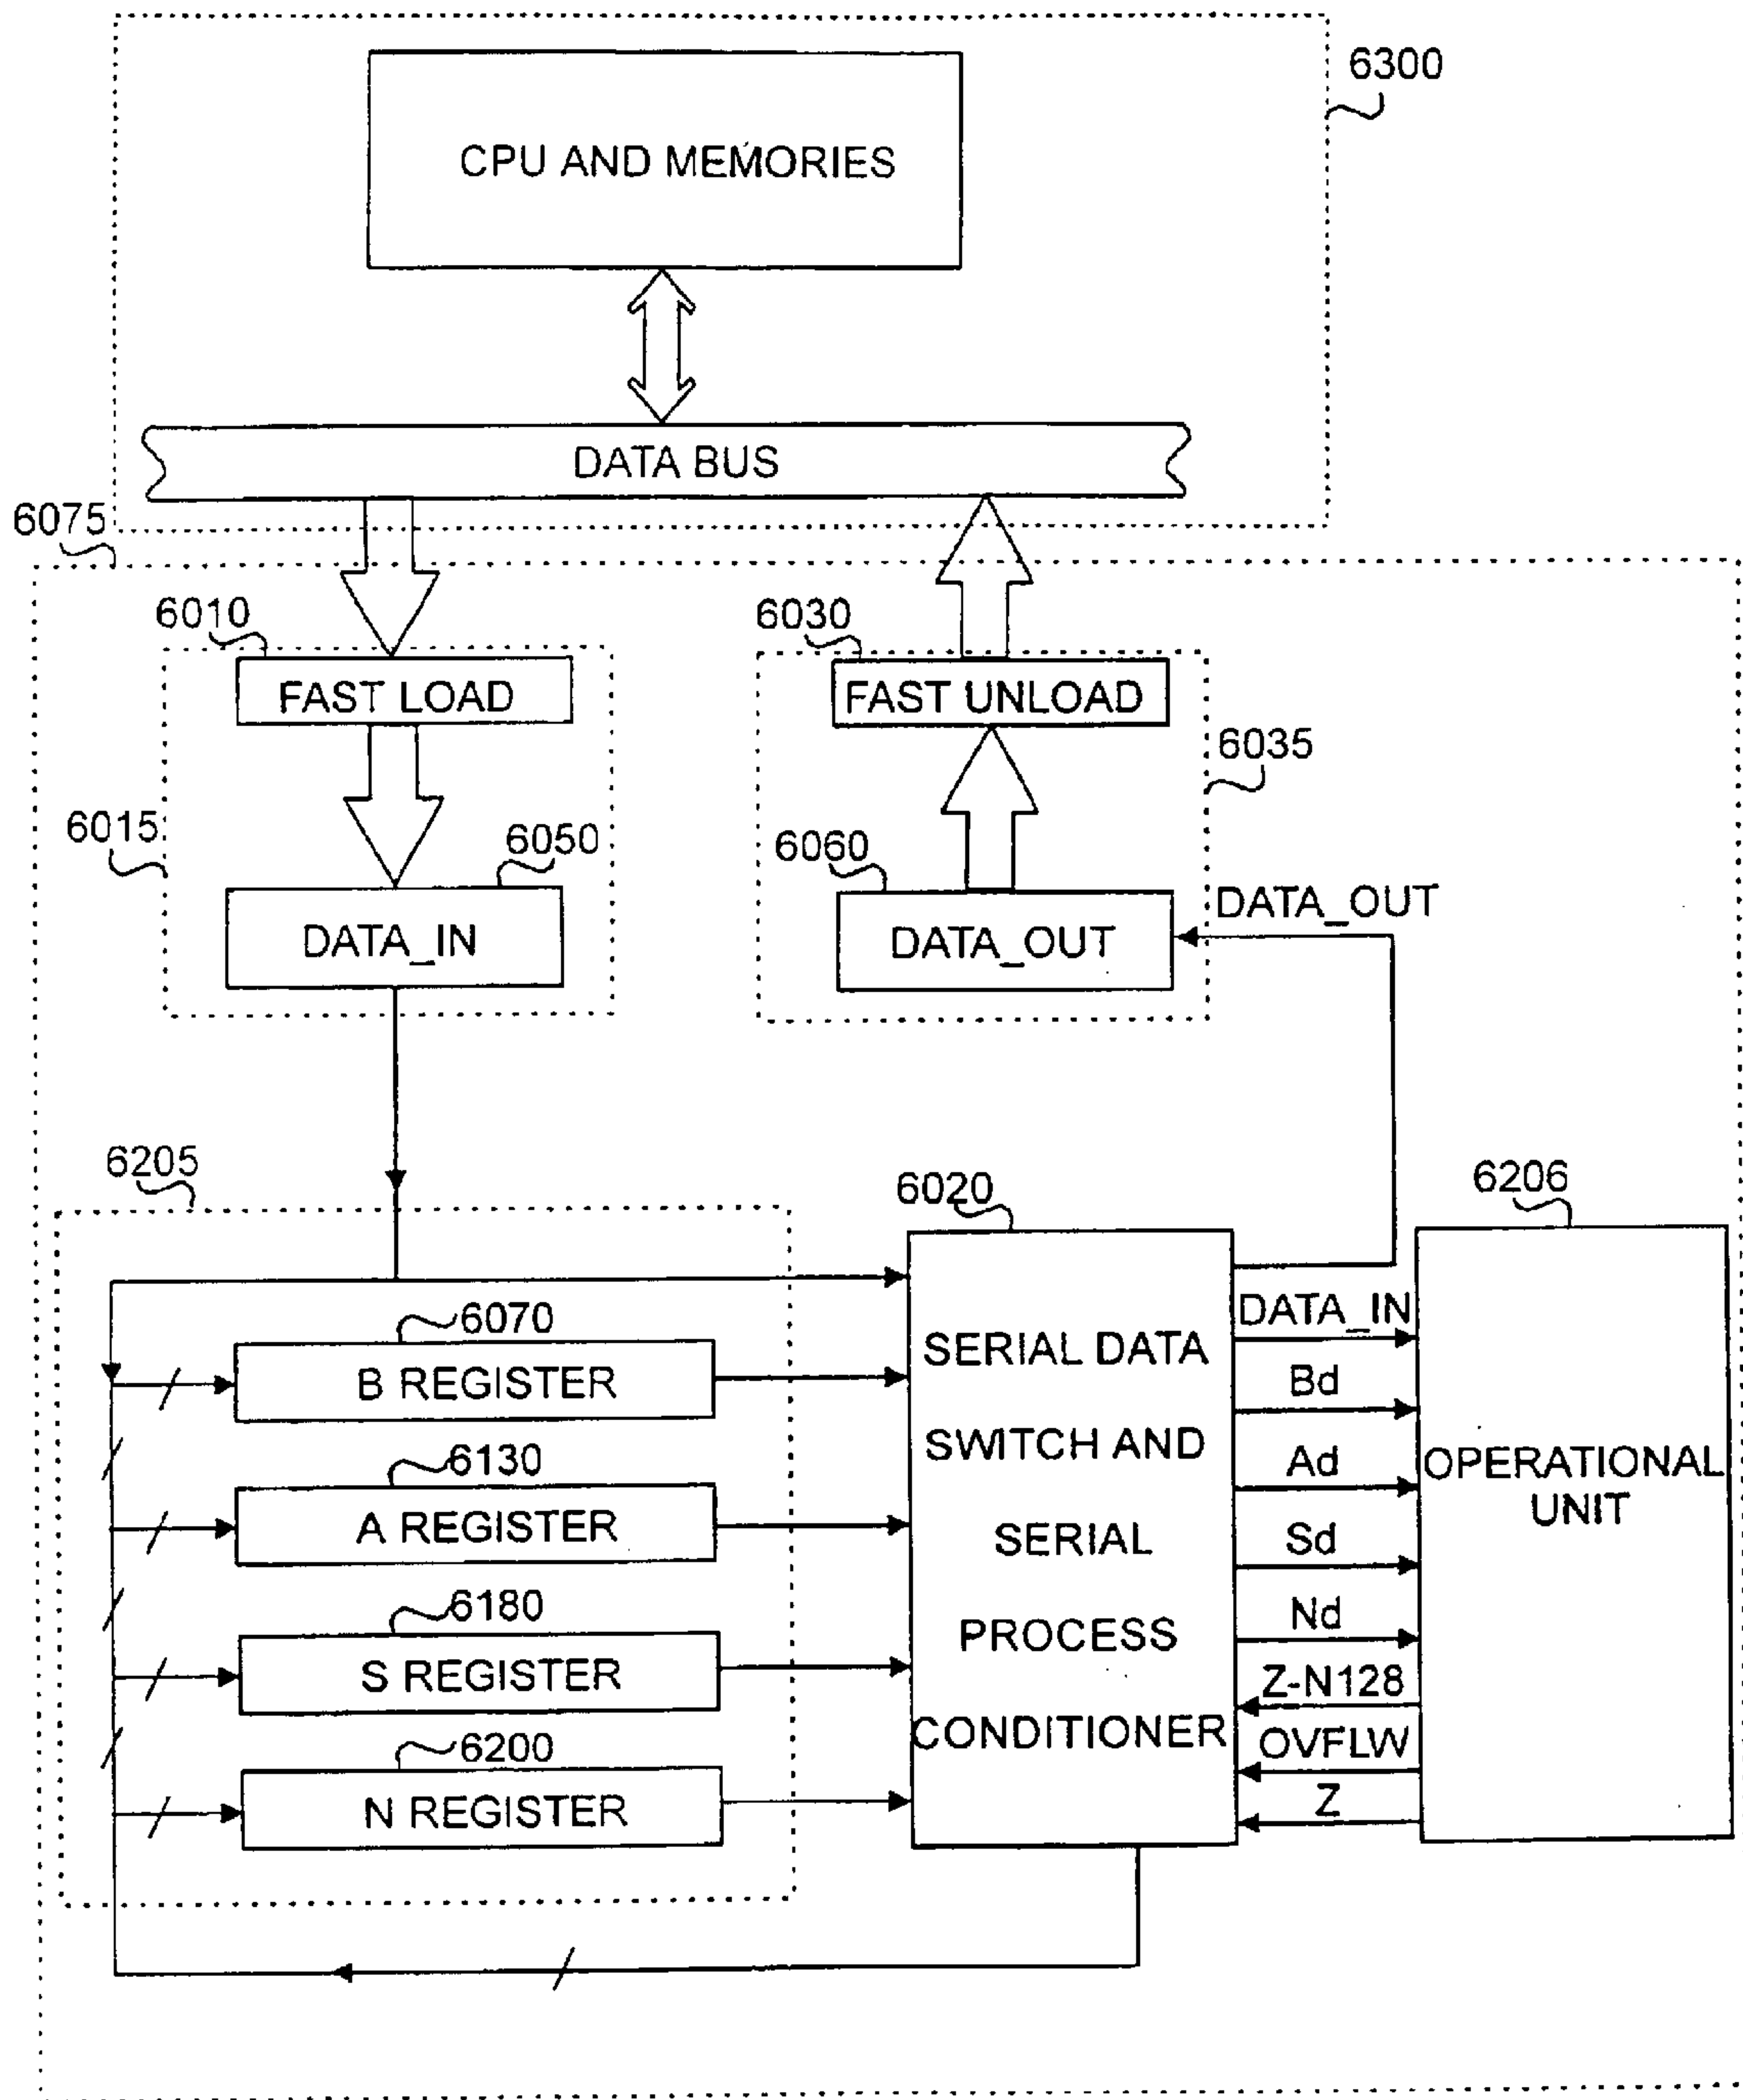 6300
CPU AND MEMORIES
DATA BUS
6075
6010
6030
FAST LOAD
FAST UNLOAD
6035
6015
6050
6060
DATA_OUT
DATA_IN
DATA_OUT
6205
6020
6206
DATA_IN
6070
B REGISTER
Bd
6130
A REGISTER
Ad
6180
S REGISTER
Sd
Nd
6200
N REGISTER
Z-N128
OVFLW
Z
SERIAL DATA
SWITCH AND
SERIAL
PROCESS
CONDITIONER
OPERATIONAL
UNIT